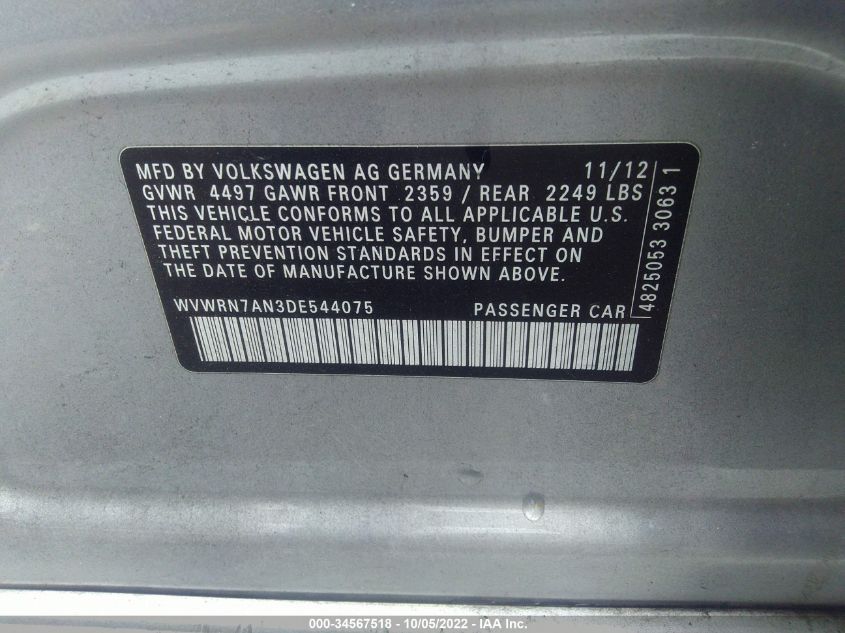 MFD BY VOLKSWAGEN AG GERMANY 11/12
GVWR 4497 GAWR FRONT 2359 / REAR 2249 LBS
THIS VEHICLE CONFORMS TO ALL APPLICABLE U.S.
FEDERAL MOTOR VEHICLE SAFETY, BUMPER AND
THEFT PREVENTION STANDARDS IN EFFECT ON
THE DATE OF MANUFACTURE SHOWN ABOVE.
WVWRN7AN3DE544075 PASSENGER CAR
4825053 30631
000-34567518 - 10/05/2022 - IAA Inc.